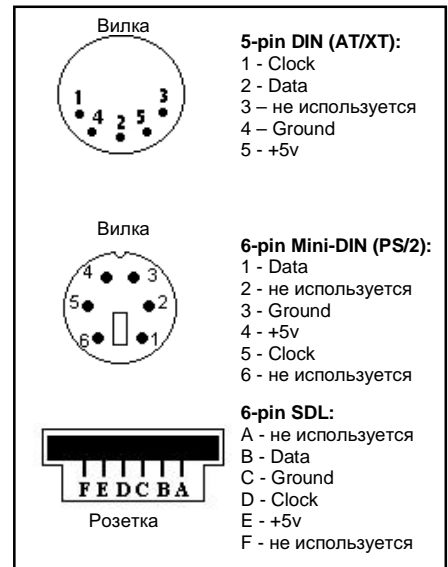 Вилка
5-pin DIN (AT/XT):
1 - Clock
2 - Data
3 – не используется
4 – Ground
5 - +5v
1 4 2 5 3
Вилка
6-pin Mini-DIN (PS/2):
1 - Data
2 - не используется
3 - Ground
4 - +5v
5 - Clock
6 - не используется
4 3
5 2
6 1
6-pin SDL:
A - не используется
B - Data
C - Ground
D - Clock
E - +5v
F - не используется
F E D C B A
Розетка